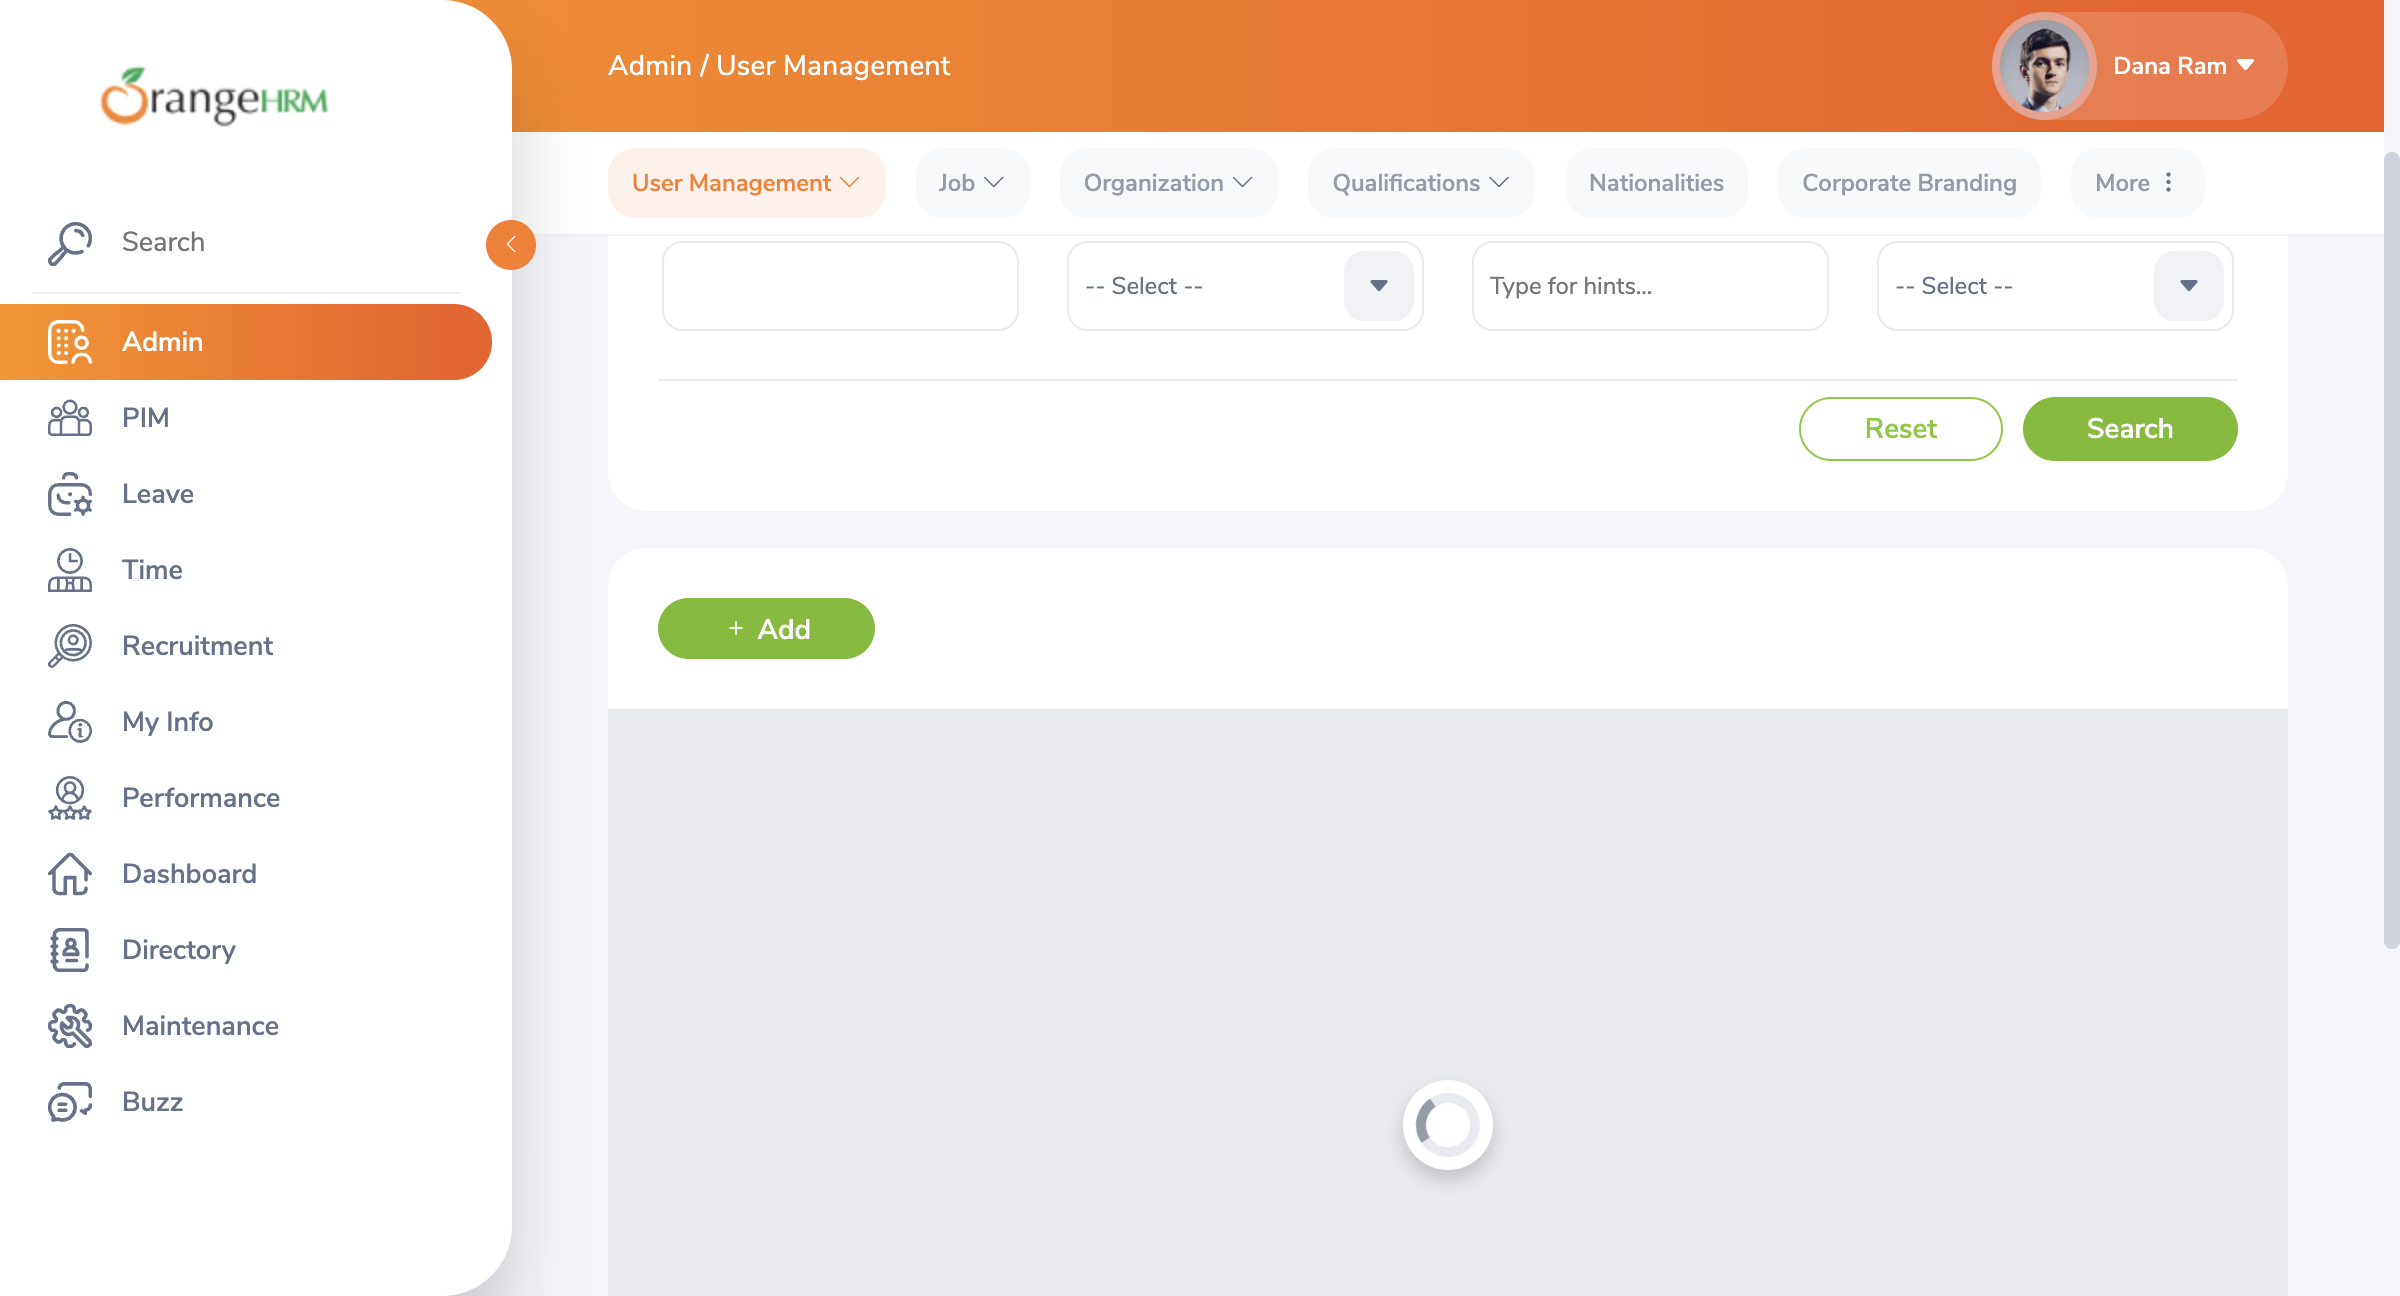 OrangeHRM
Admin / User Management
Dana Ram
User Management
Job
Organization
Qualifications
Nationalities
Corporate Branding
More
Search
Admin
PIM
Leave
Time
Recruitment
My Info
Performance
Dashboard
Directory
Maintenance
Buzz
-- Select --
Type for hints...
-- Select --
Reset
Search
+ Add